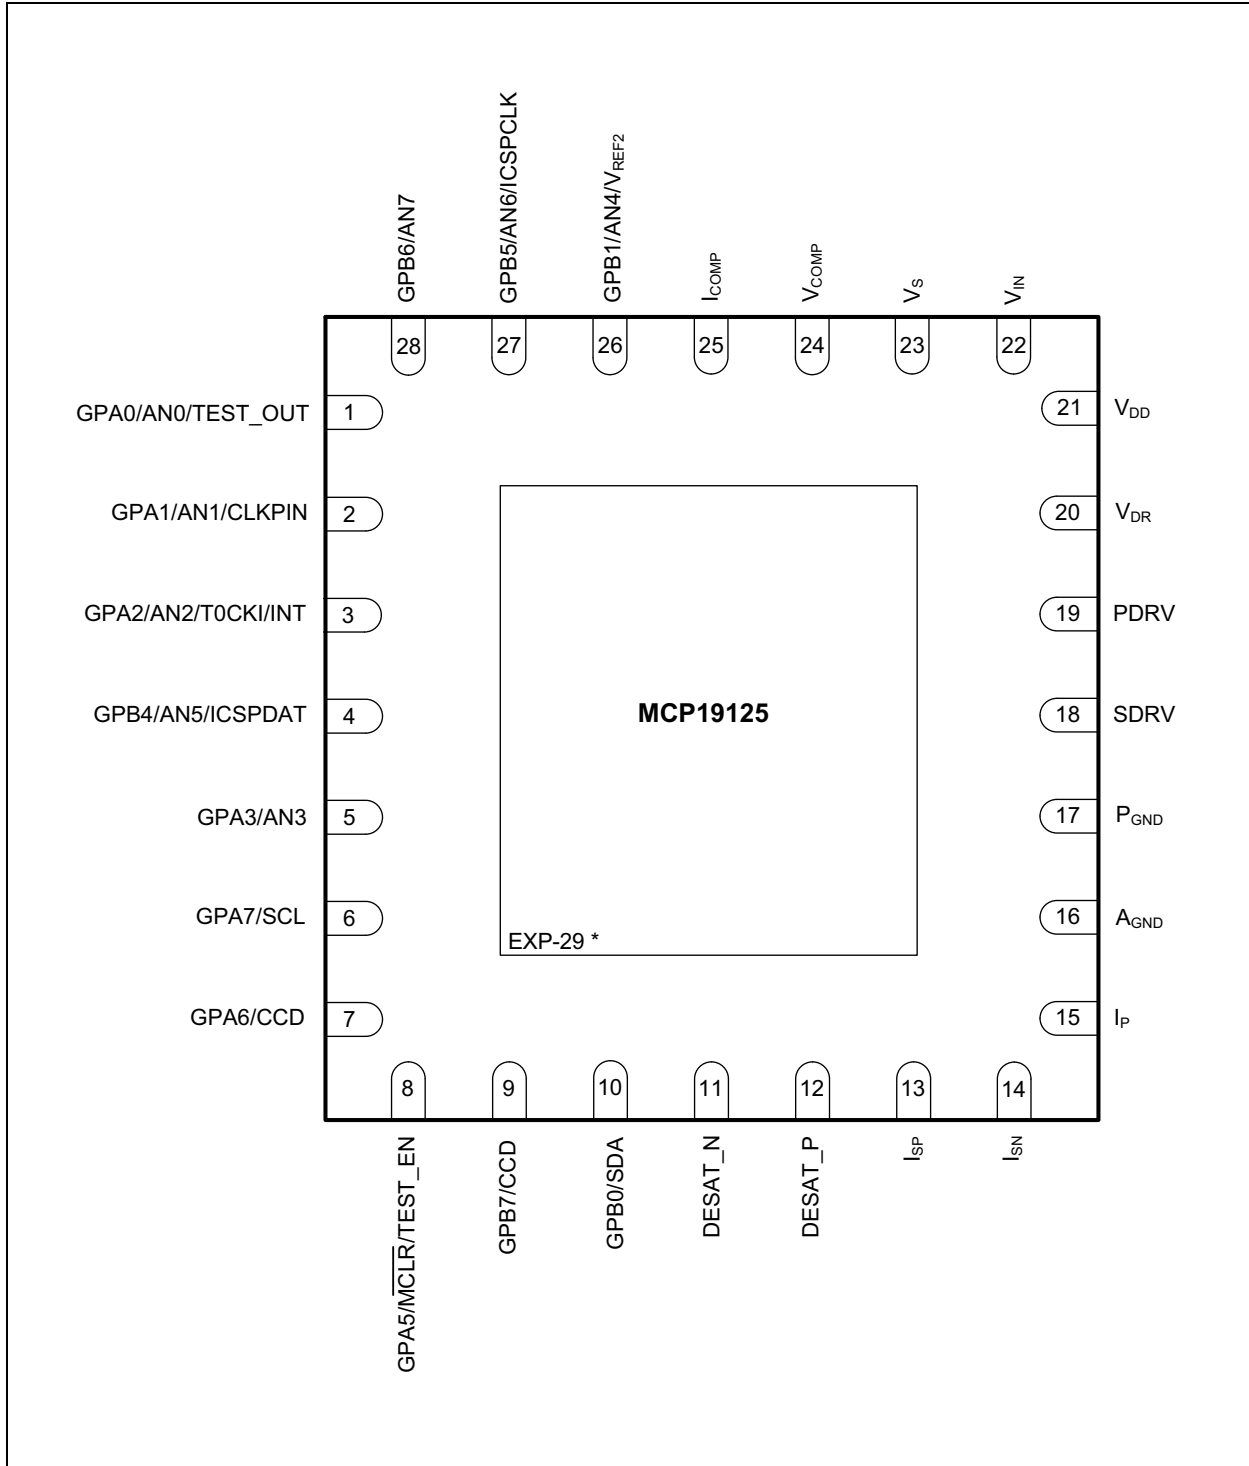 GPB6/AN7
GPB5/AN6/ICSPCLK
GPB1/AN4/VREF2
ICOMP
VCOMP
VS
VIN
28
27
26
25
24
23
22
GPA0/AN0/TEST_OUT 1
21 VDD
GPA1/AN1/CLKPIN 2
20 VDR
GPA2/AN2/T0CKI/INT 3
19 PDRV
GPB4/AN5/ICSPDAT 4
MCP19125
18 SDRV
GPA3/AN3 5
17 PGND
GPA7/SCL 6
16 AGND
EXP-29 *
GPA6/CCD 7
15 IP
8
9
10
11
12
13
14
GPA5/MCLR/TEST_EN
GPB7/CCD
GPB0/SDA
DESAT_N
DESAT_P
ISP
ISN